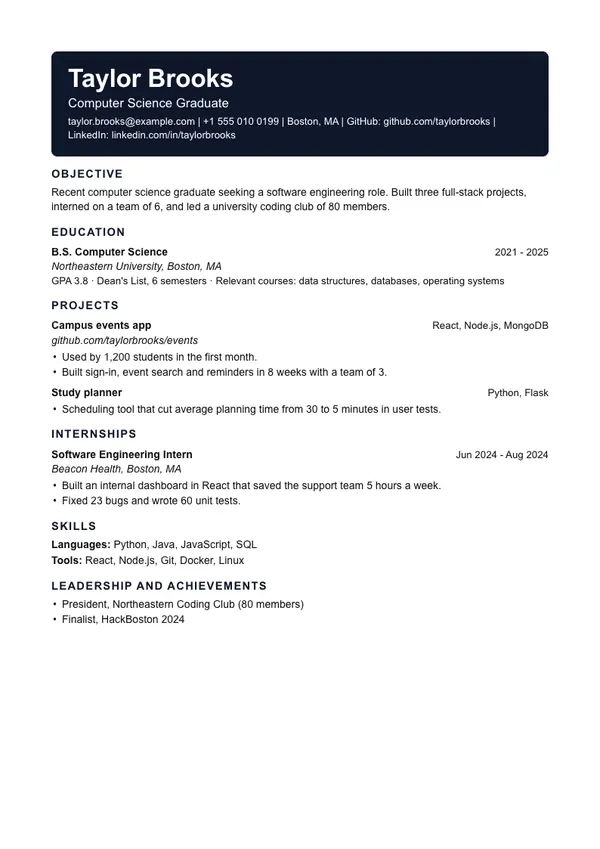 Taylor Brooks
Computer Science Graduate
taylor.brooks@example.com | +1 555 010 0199 | Boston, MA | GitHub: github.com/taylorbrooks |
LinkedIn: linkedin.com/in/taylorbrooks
OBJECTIVE
Recent computer science graduate seeking a software engineering role. Built three full-stack projects,
interned on a team of 6, and led a university coding club of 80 members.
EDUCATION
B.S. Computer Science 2021 - 2025
Northeastern University, Boston, MA
GPA 3.8 · Dean's List, 6 semesters · Relevant courses: data structures, databases, operating systems
PROJECTS
Campus events app React, Node.js, MongoDB
github.com/taylorbrooks/events
• Used by 1,200 students in the first month.
• Built sign-in, event search and reminders in 8 weeks with a team of 3.
Study planner Python, Flask
• Scheduling tool that cut average planning time from 30 to 5 minutes in user tests.
INTERNSHIPS
Software Engineering Intern Jun 2024 - Aug 2024
Beacon Health, Boston, MA
• Built an internal dashboard in React that saved the support team 5 hours a week.
• Fixed 23 bugs and wrote 60 unit tests.
SKILLS
Languages: Python, Java, JavaScript, SQL
Tools: React, Node.js, Git, Docker, Linux
LEADERSHIP AND ACHIEVEMENTS
• President, Northeastern Coding Club (80 members)
• Finalist, HackBoston 2024